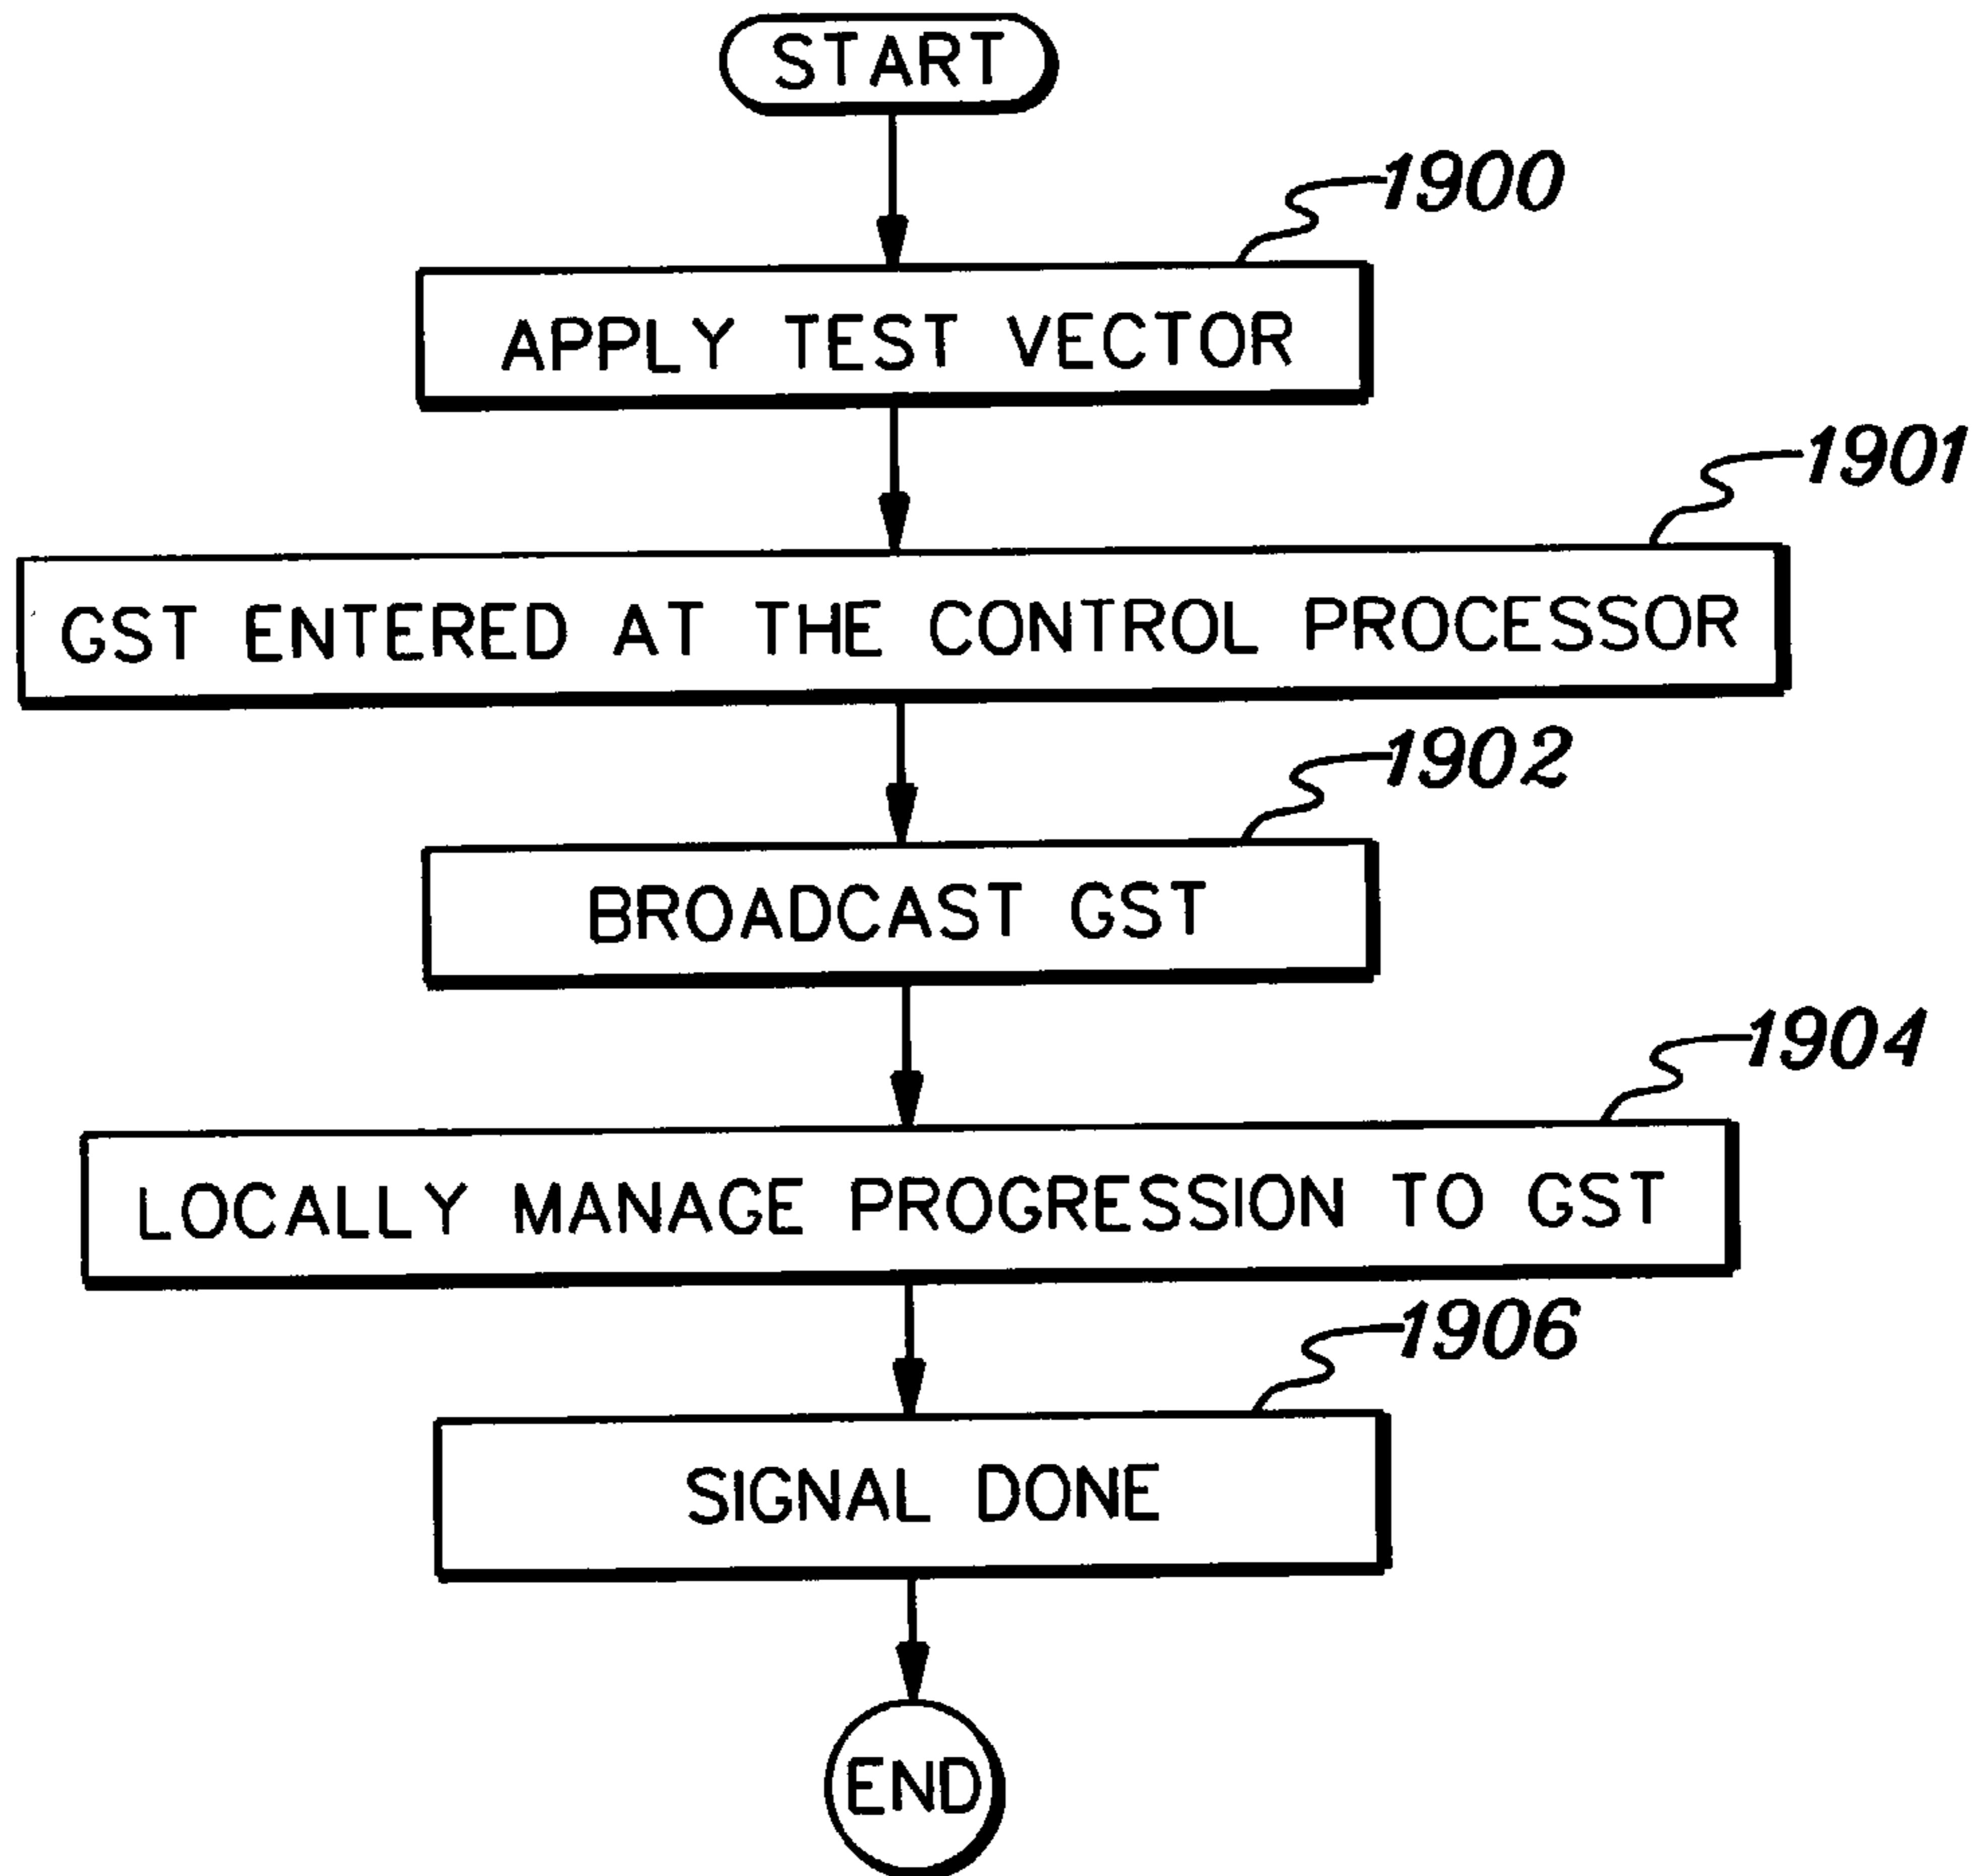 START
1900
APPLY TEST VECTOR
1901
GST ENTERED AT THE CONTROL PROCESSOR
1902
BROADCAST GST
1904
LOCALLY MANAGE PROGRESSION TO GST
1906
SIGNAL DONE
END